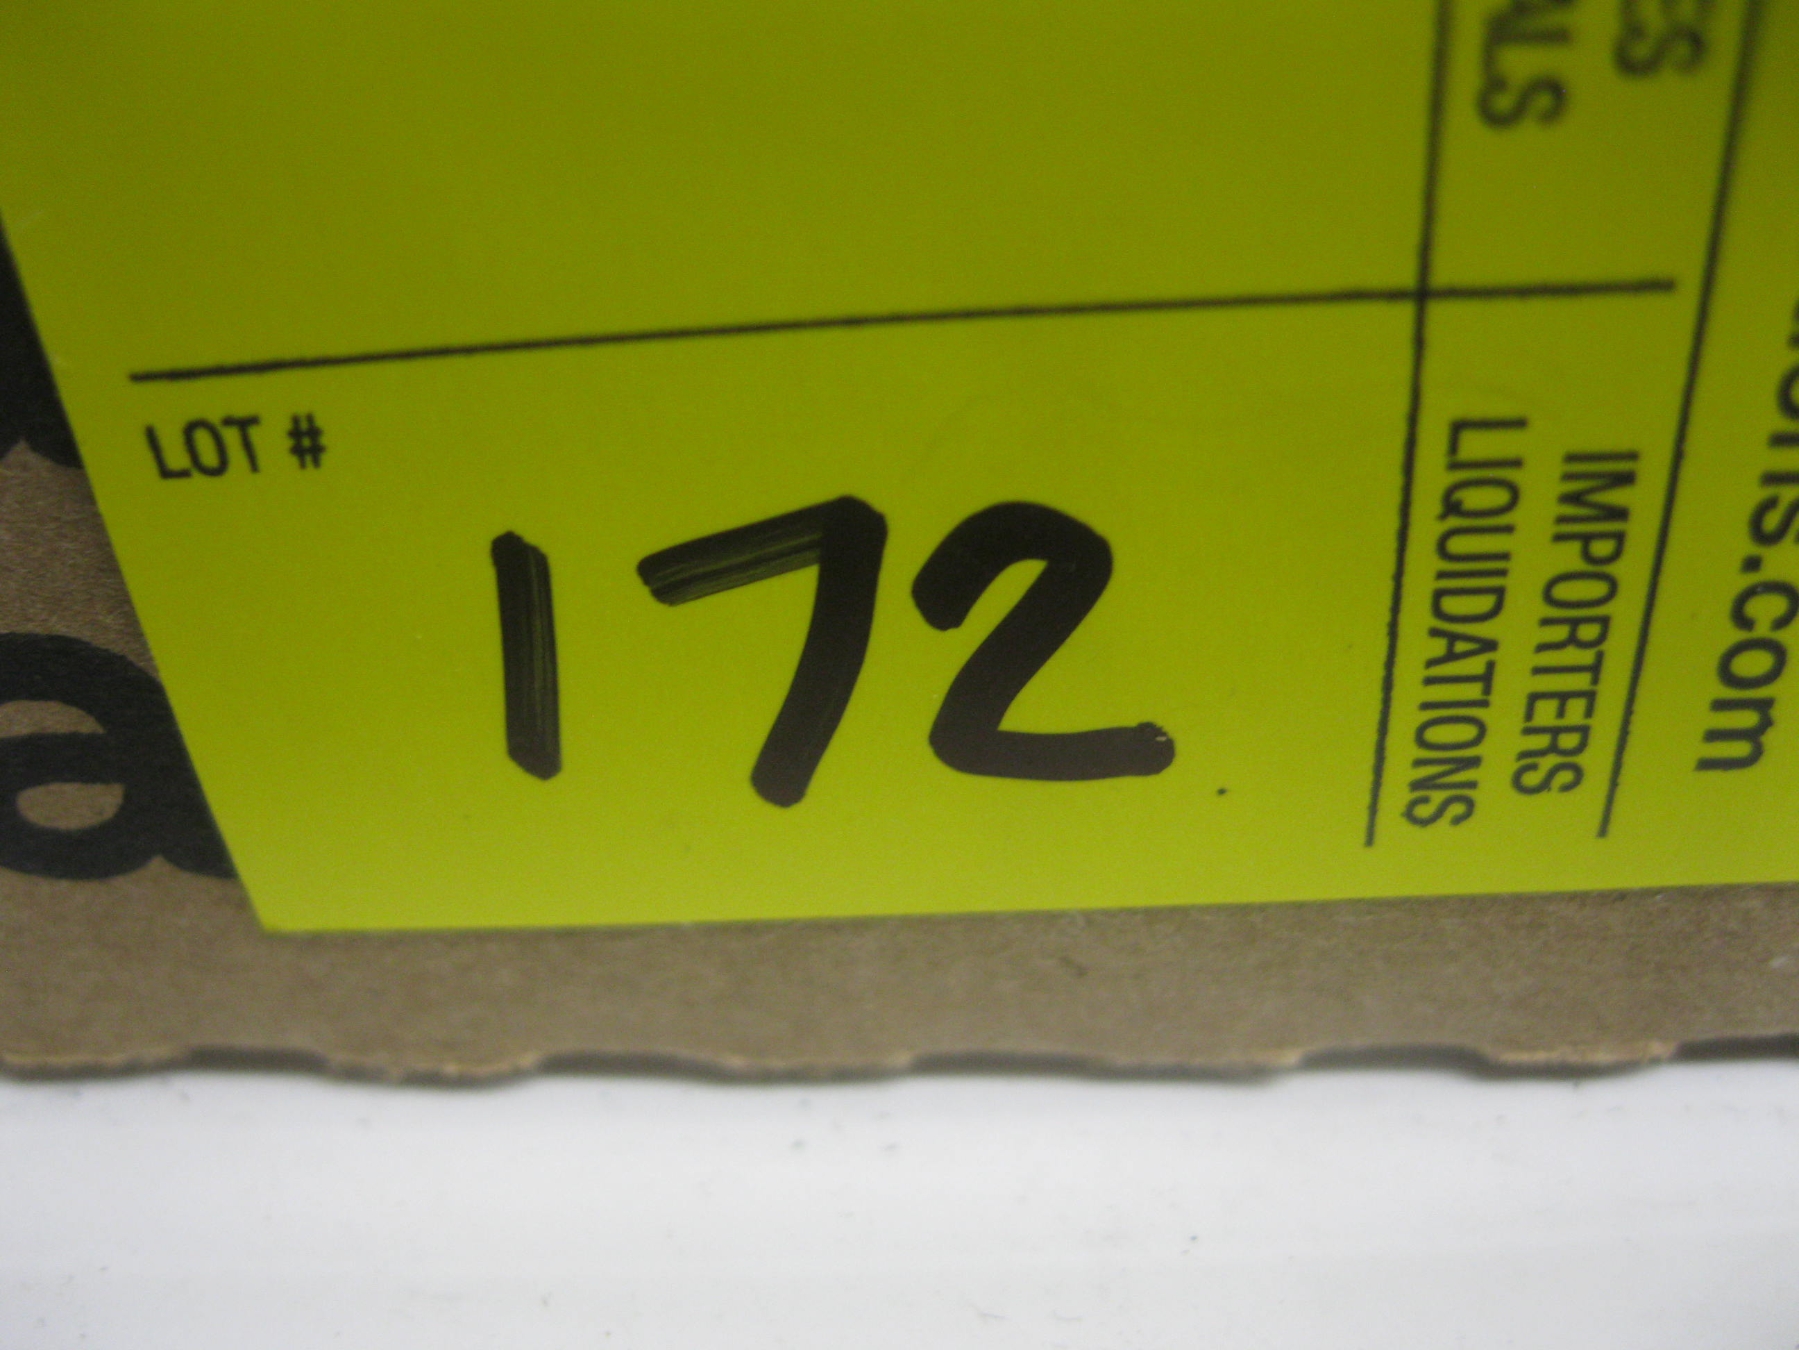 LOT #
172
IMPORTERS
LIQUIDATIONS